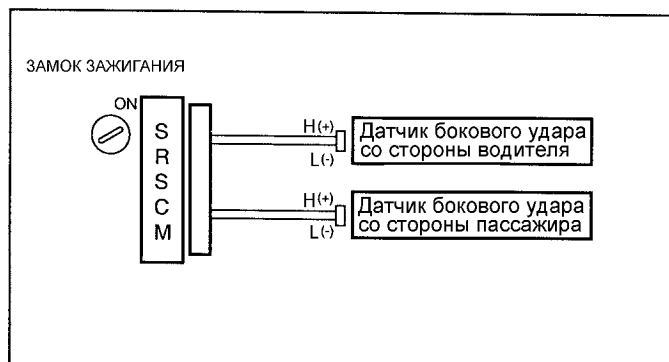 ЗАМОК ЗАЖИГАНИЯ
ON
S
R
S
C
M
H(+)
L(-)
Датчик бокового удара
со стороны водителя
H(+)
L(-)
Датчик бокового удара
со стороны пассажира